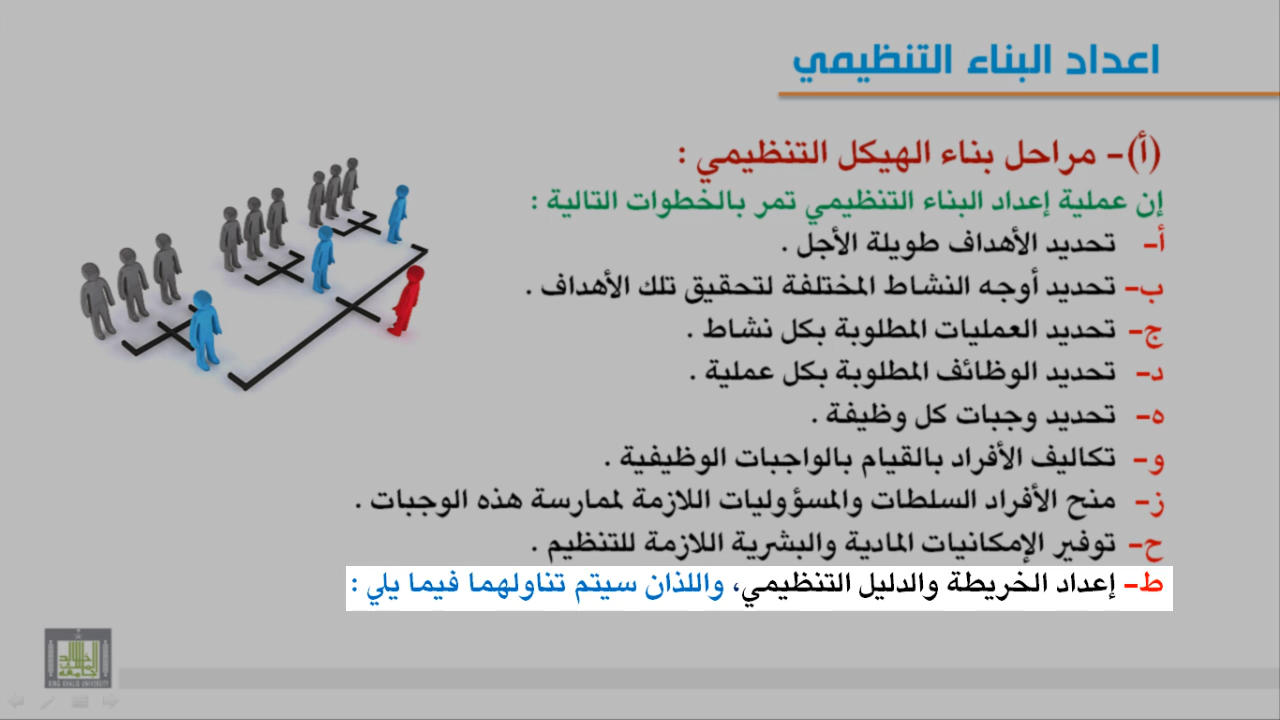 اعداد البناء التنظيمي
(أ)- مراحل بناء الهيكل التنظيمي :
إن عملية إعداد البناء التنظيمي تمر بالخطوات التالية :
أ- تحديد الأهداف طويلة الأجل .
ب- تحديد أوجه النشاط المختلفة لتحقيق تلك الأهداف .
ج- تحديد العمليات المطلوبة بكل نشاط .
د- تحديد الوظائف المطلوبة بكل عملية .
ه- تحديد وجبات كل وظيفة .
و- تكاليف الأفراد بالقيام بالواجبات الوظيفية .
ز- منح الأفراد السلطات والمسؤوليات اللازمة لممارسة هذه الوجبات .
ح- توفير الإمكانيات المادية والبشرية اللازمة للتنظيم .
ط- إعداد الخريطة والدليل التنظيمي، واللذان سيتم تناولهما فيما يلي :
KING KHALID UNIVERSITY